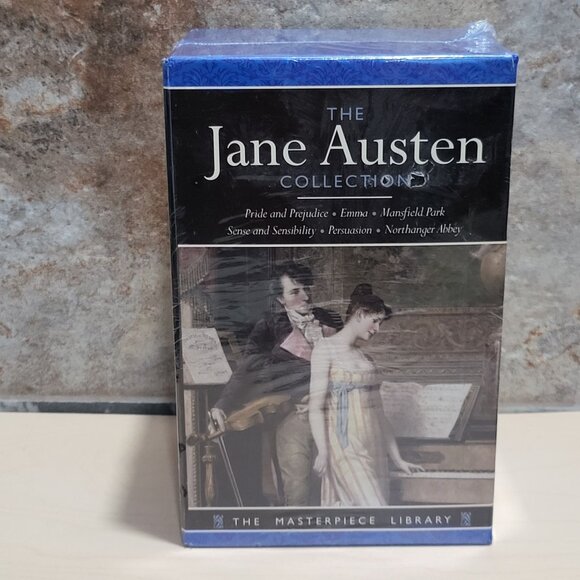 THE
Jane Austen
COLLECTION
Pride and Prejudice • Emma • Mansfield Park
Sense and Sensibility • Persuasion • Northanger Abbey
THE MASTERPIECE LIBRARY